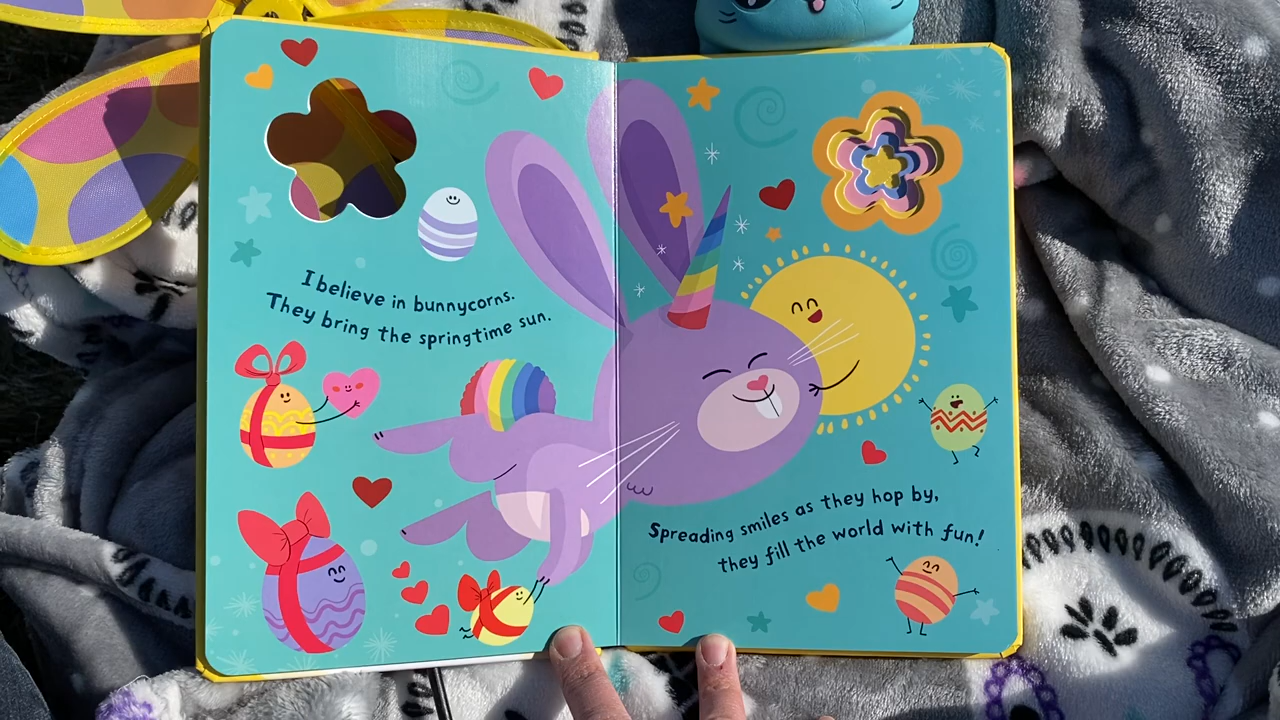 I believe in bunnycorns.
They bring the springtime sun.
Spreading smiles as they hop by,
they fill the world with fun!